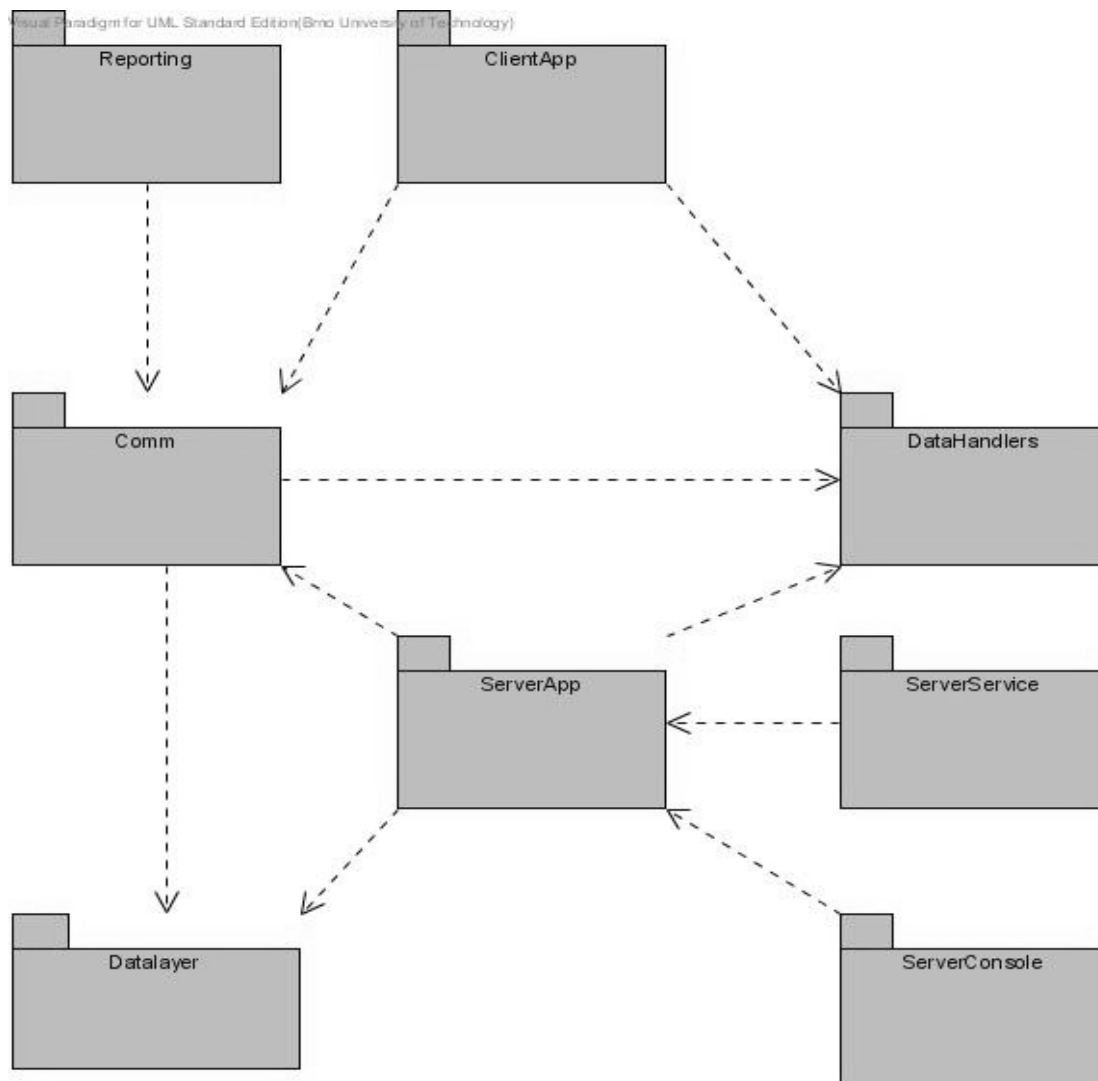 Visual Paradigm for UML Standard Edition(Brno University of Technology)
Reporting
ClientApp
Comm
DataHandlers
ServerApp
ServerService
Datalayer
ServerConsole